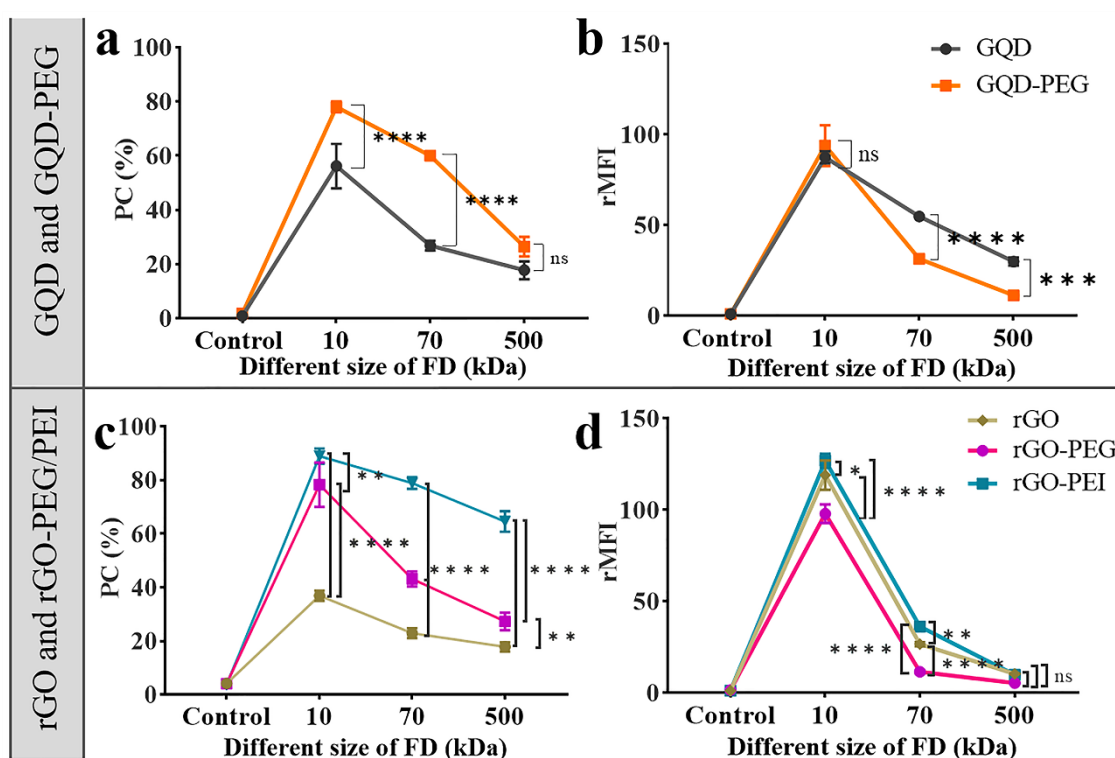 GQD and GQD-PEG
a
PC (%)
100
80
60
40
20
0
****
****
ns
Control 10 70 500
Different size of FD (kDa)
b
rMFI
150
100
50
0
GQD
GQD-PEG
ns
****
***
Control 10 70 500
Different size of FD (kDa)
rGO and rGO-PEG/PEI
c
PC (%)
100
80
60
40
20
0
**
****
****
****
**
Control 10 70 500
Different size of FD (kDa)
d
rMFI
150
100
50
0
rGO
rGO-PEG
rGO-PEI
*
****
**
****
****
ns
Control 10 70 500
Different size of FD (kDa)